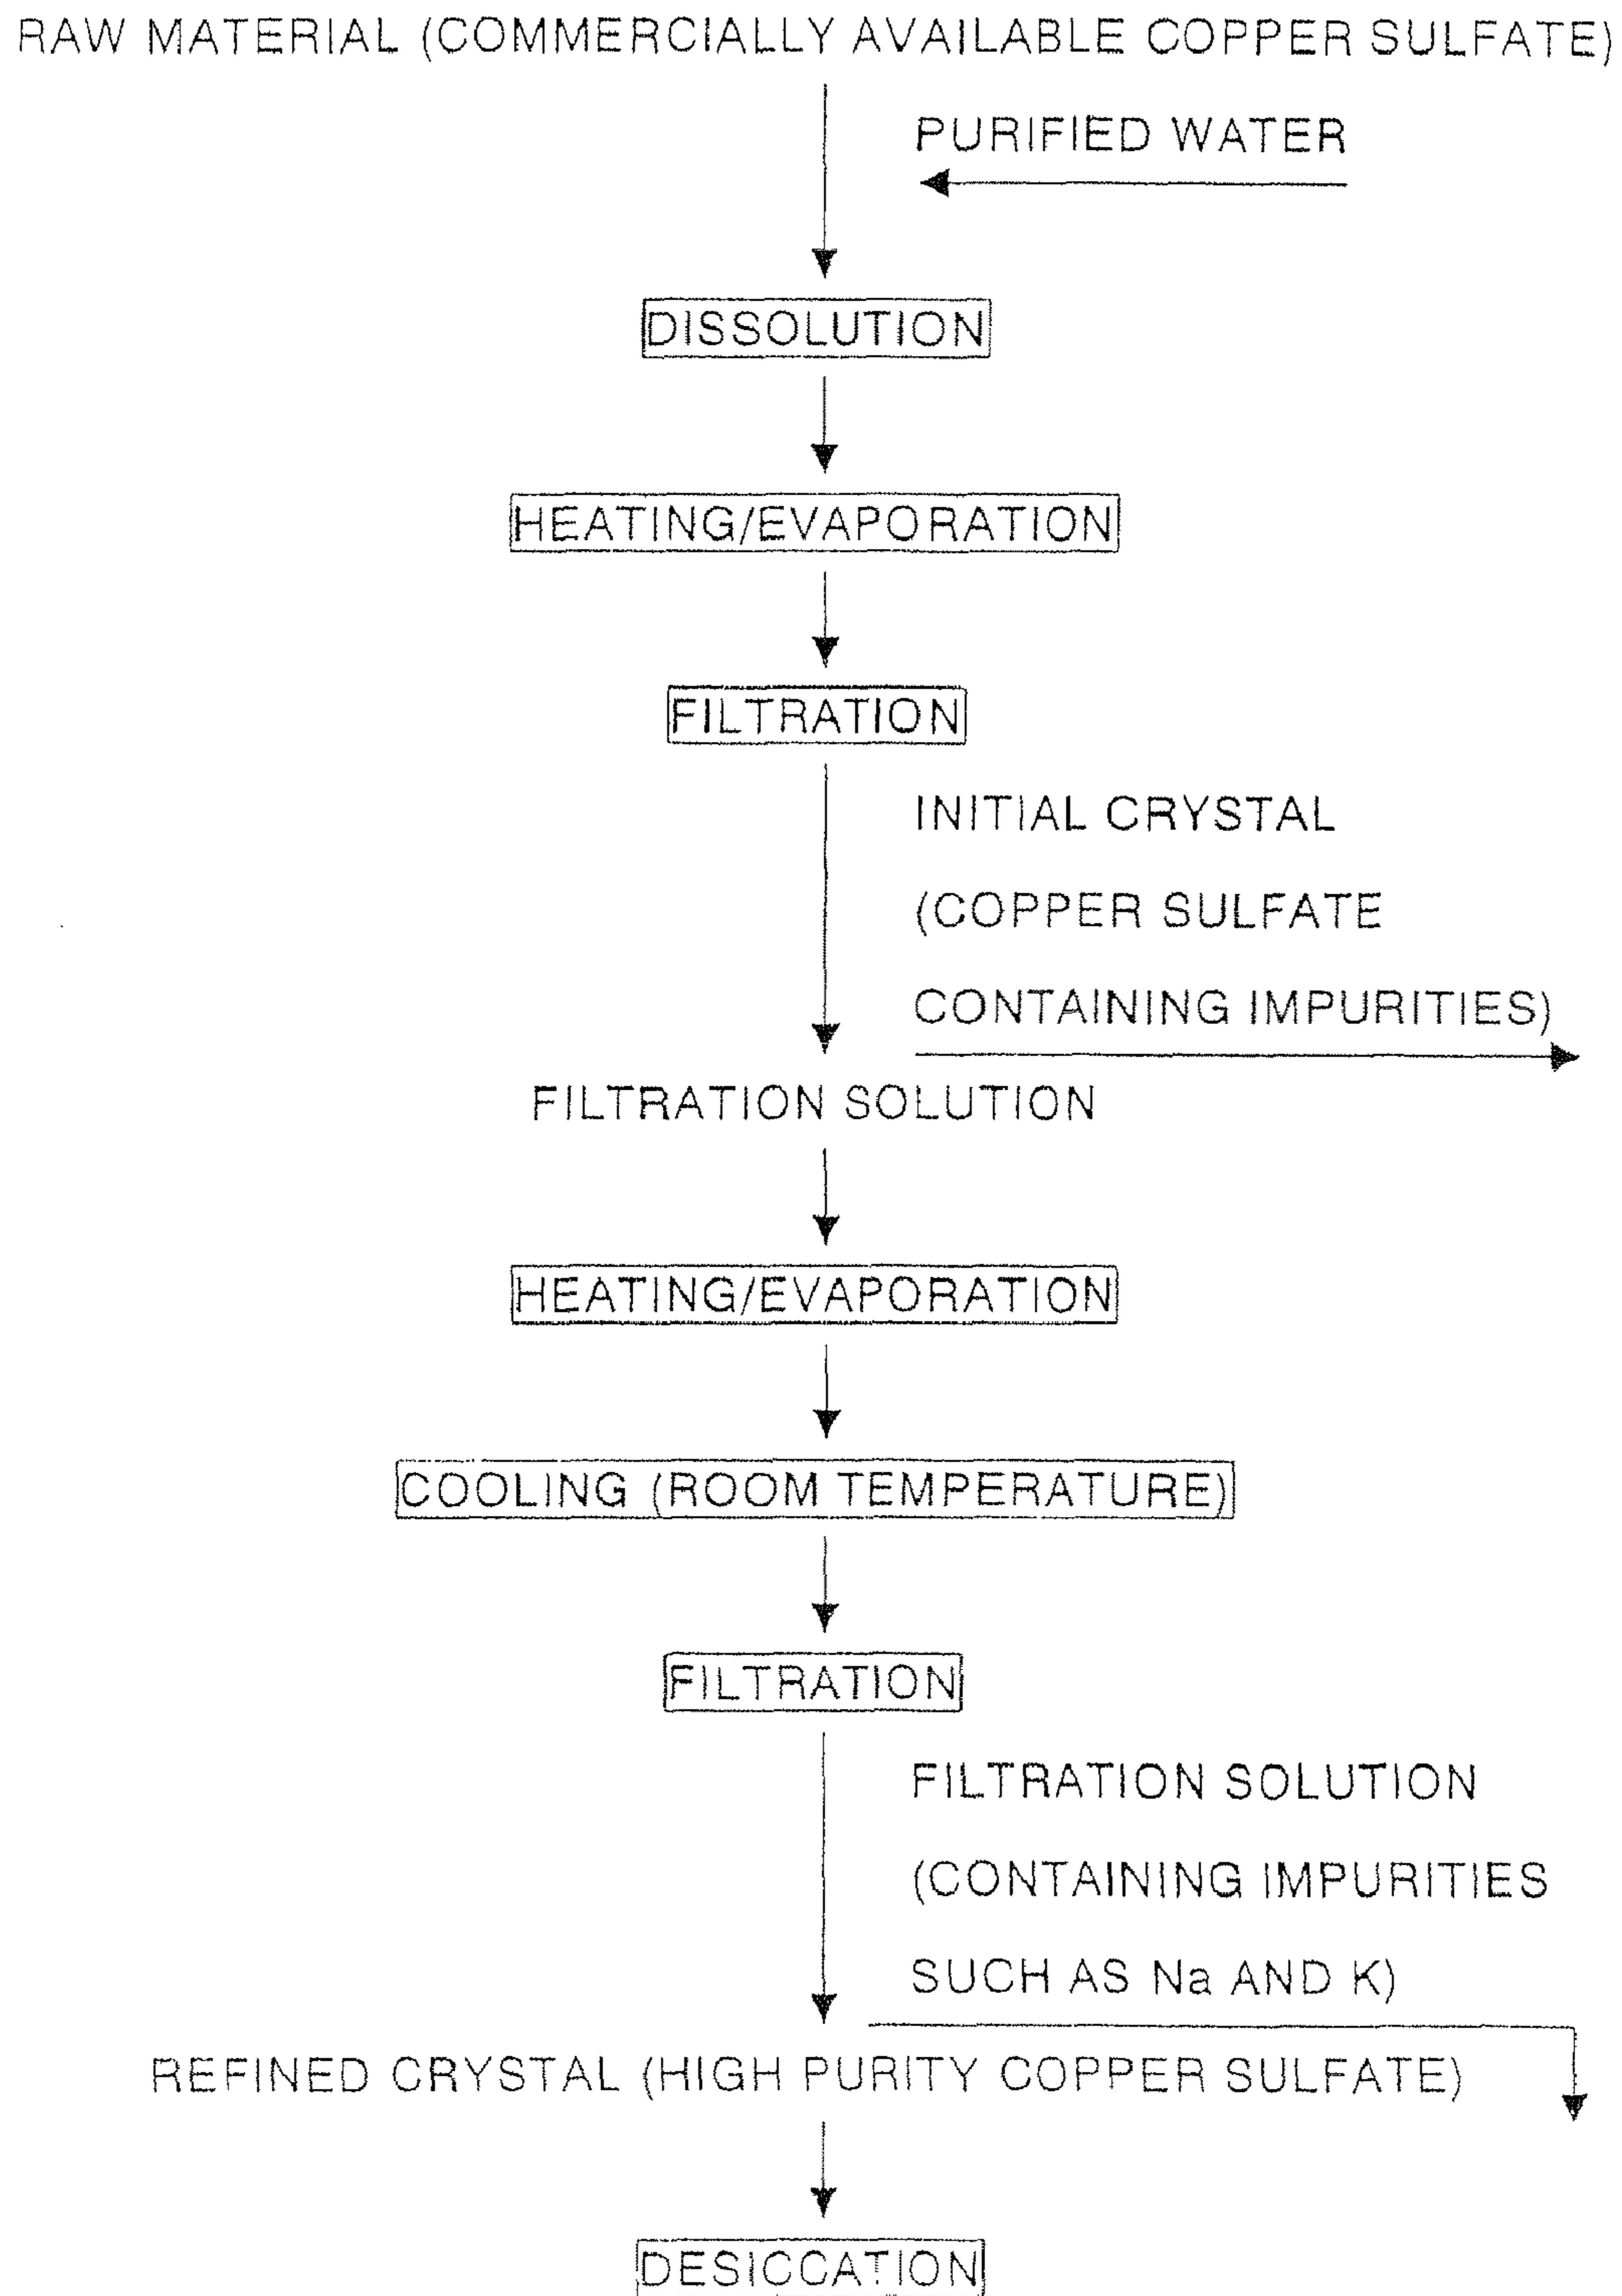 RAW MATERIAL (COMMERCIALLY AVAILABLE COPPER SULFATE)
PURIFIED WATER
DISSOLUTION
HEATING/EVAPORATION
FILTRATION
INITIAL CRYSTAL
(COPPER SULFATE
CONTAINING IMPURITIES)
FILTRATION SOLUTION
HEATING/EVAPORATION
COOLING (ROOM TEMPERATURE)
FILTRATION
FILTRATION SOLUTION
(CONTAINING IMPURITIES
SUCH AS Na AND K)
REFINED CRYSTAL (HIGH PURITY COPPER SULFATE)
DESICCATION